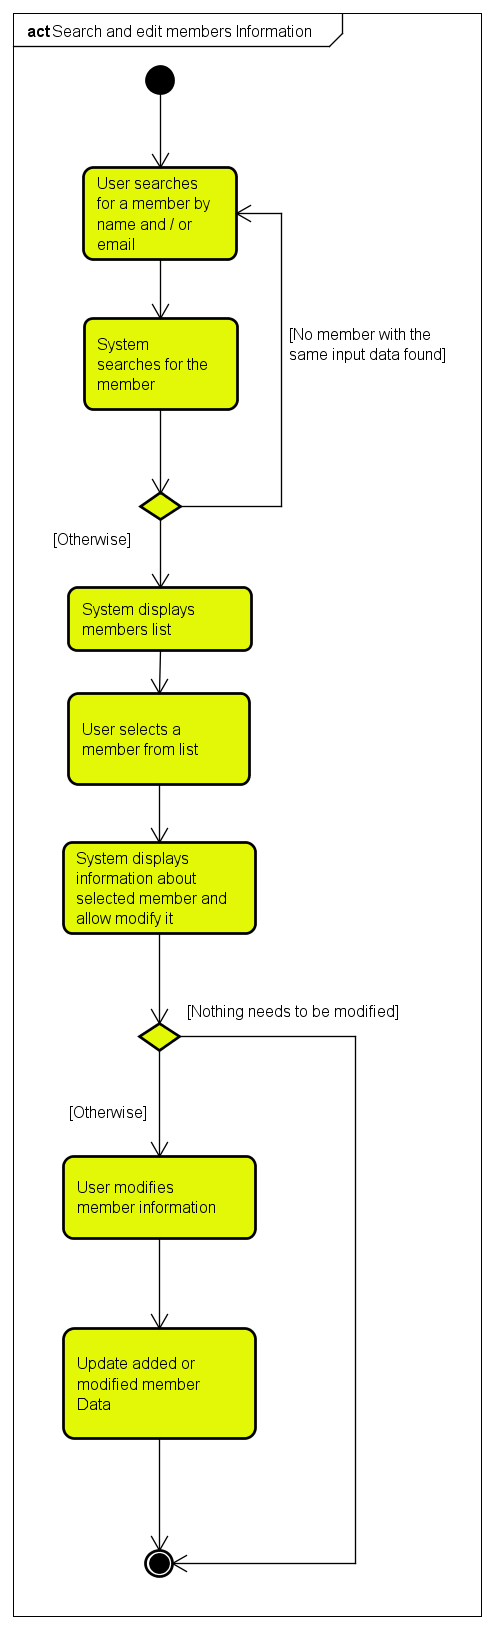 act Search and edit members Information
User searches
for a member by
name and / or
email
System
searches for the
member
[No member with the
same input data found]
[Otherwise]
System displays
members list
User selects a
member from list
System displays
information about
selected member and
allow modify it
[Nothing needs to be modified]
[Otherwise]
User modifies
member information
Update added or
modified member
Data